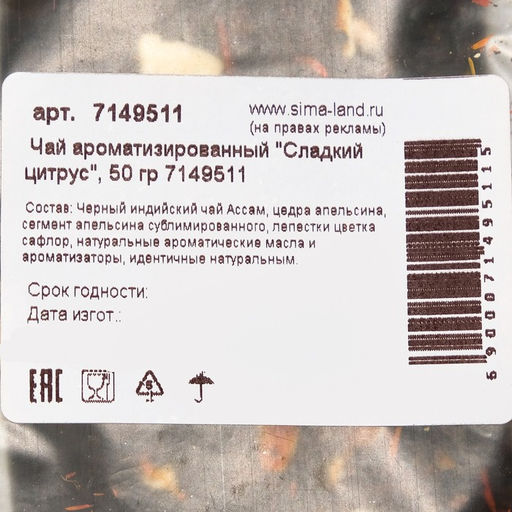 арт. 7149511
www.sima-land.ru
(на правах рекламы)
Чай ароматизированный "Сладкий
цитрус", 50 гр 7149511
Состав: Черный индийский чай Ассам, цедра апельсина,
сегмент апельсина сублимированного, лепестки цветка
сафлор, натуральные ароматические масла и
ароматизаторы, идентичные натуральным.
Срок годности:
Дата изгот.:
EAC
5
6900071495115